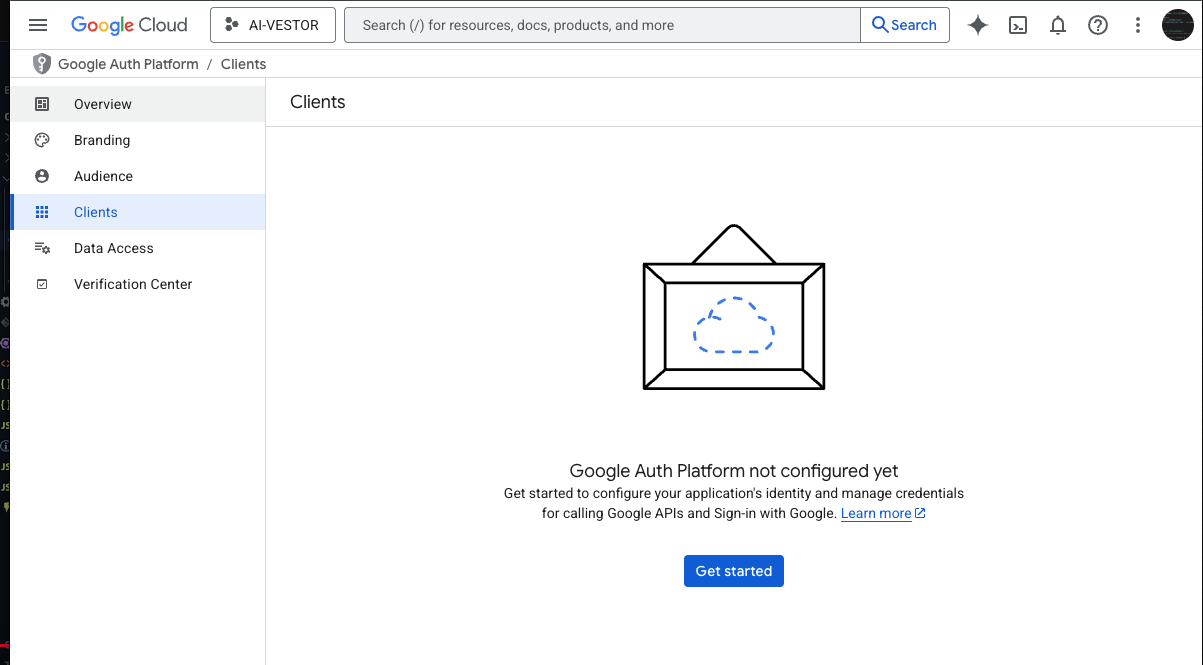 Google Cloud
AI-VESTOR
Search (/) for resources, docs, products, and more
Search
Google Auth Platform / Clients
Overview
Branding
Audience
Clients
Data Access
Verification Center
Clients
Google Auth Platform not configured yet
Get started to configure your application's identity and manage credentials
for calling Google APIs and Sign-in with Google. Learn more
Get started